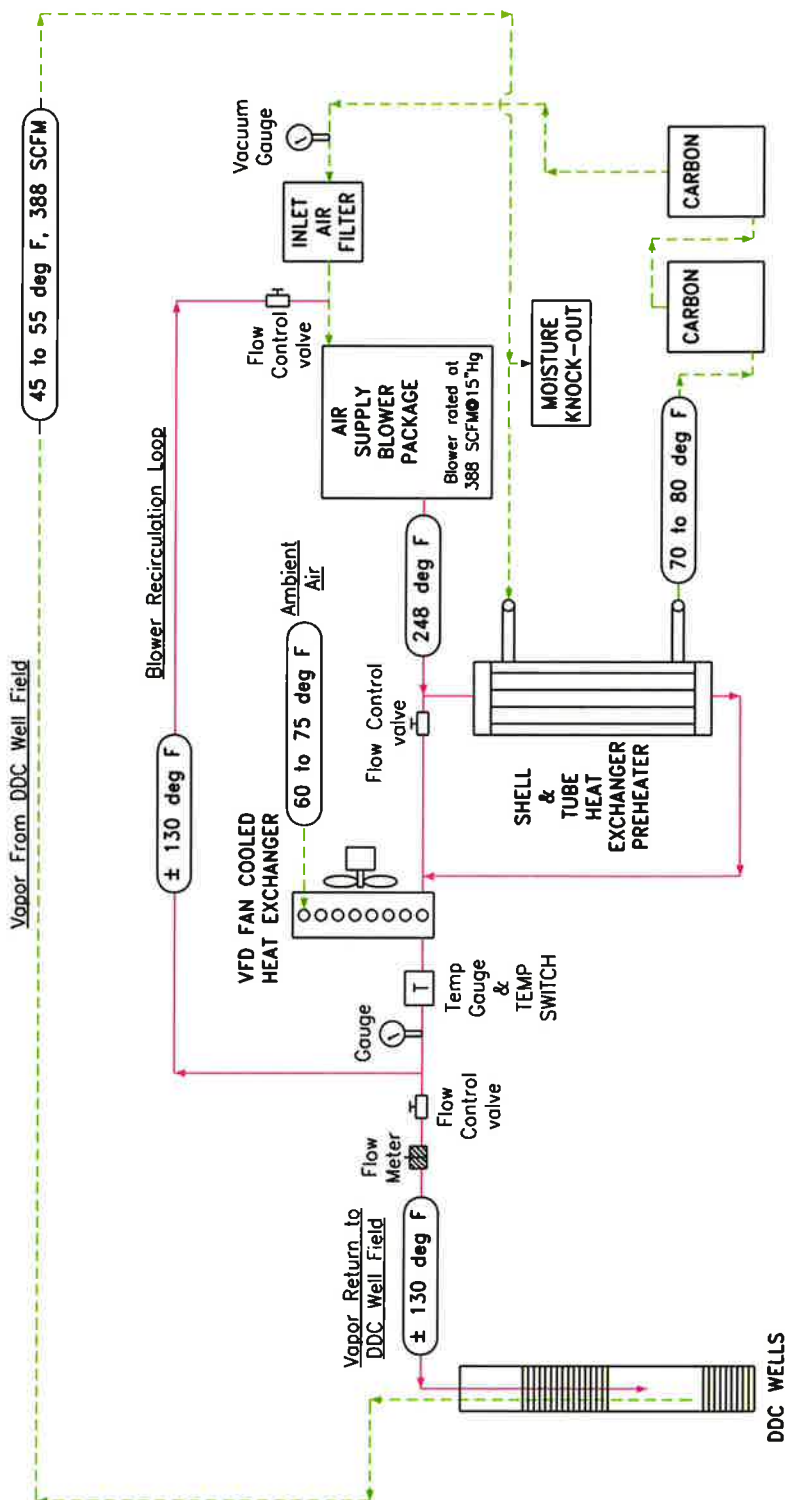 Vapor From DDC Well Field
45 to 55 deg F, 388 SCFM
Blower Recirculation Loop
± 130 deg F
Flow
Control
valve
Vacuum
Gauge
INLET
AIR
FILTER
Ambient
Air
60 to 75 deg F
VFD FAN COOLED
HEAT EXCHANGER
AIR
SUPPLY
BLOWER
PACKAGE
Blower rated at
388 SCFM@15"Hg
248 deg F
Flow Control
valve
Gauge
T
Temp
Gauge
&
TEMP
SWITCH
Flow
Control
valve
Flow
Meter
Vapor Return to
DDC Well Field
± 130 deg F
MOISTURE
KNOCK-OUT
SHELL
&
TUBE
HEAT
EXCHANGER
PREHEATER
70 to 80 deg F
CARBON
CARBON
DDC WELLS